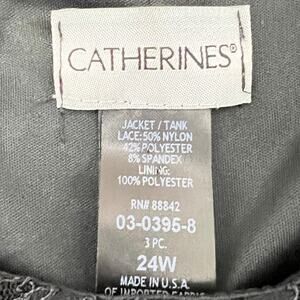 CATHERINES®
JACKET / TANK
LACE: 50% NYLON
42% POLYESTER
8% SPANDEX
LINING:
100% POLYESTER
RN# 88842
03-0395-8
3 PC.
24W
MADE IN U.S.A.
OF IMPORTED FABRIC